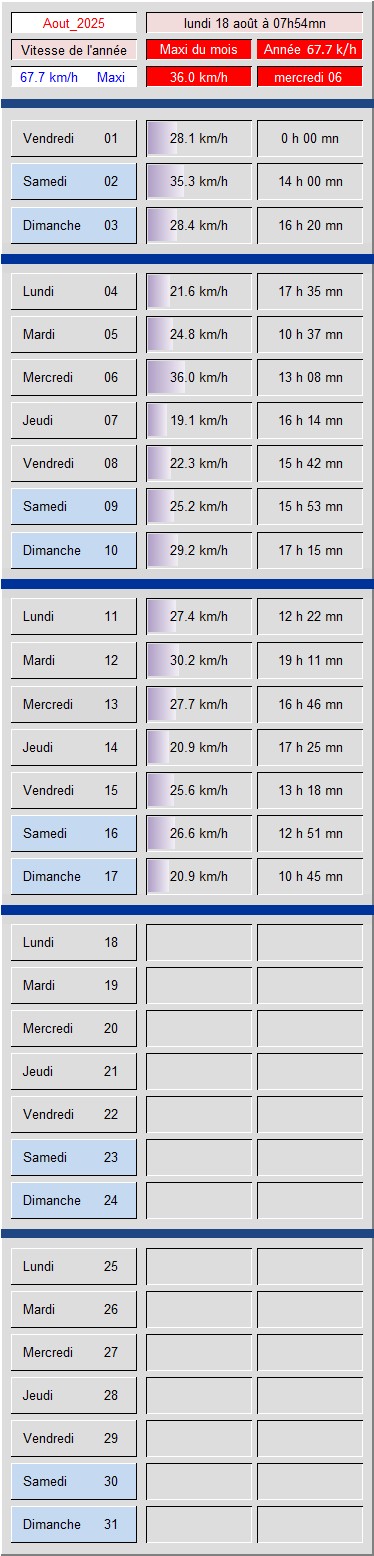 Aout_2025 lundi 18 août à 07h54mn
Vitesse de l'année Maxi du mois Année 67.7 k/h
67.7 km/h Maxi 36.0 km/h mercredi 06
Vendredi 01 28.1 km/h 0 h 00 mn
Samedi 02 35.3 km/h 14 h 00 mn
Dimanche 03 28.4 km/h 16 h 20 mn
Lundi 04 21.6 km/h 17 h 35 mn
Mardi 05 24.8 km/h 10 h 37 mn
Mercredi 06 36.0 km/h 13 h 08 mn
Jeudi 07 19.1 km/h 16 h 14 mn
Vendredi 08 22.3 km/h 15 h 42 mn
Samedi 09 25.2 km/h 15 h 53 mn
Dimanche 10 29.2 km/h 17 h 15 mn
Lundi 11 27.4 km/h 12 h 22 mn
Mardi 12 30.2 km/h 19 h 11 mn
Mercredi 13 27.7 km/h 16 h 46 mn
Jeudi 14 20.9 km/h 17 h 25 mn
Vendredi 15 25.6 km/h 13 h 18 mn
Samedi 16 26.6 km/h 12 h 51 mn
Dimanche 17 20.9 km/h 10 h 45 mn
Lundi 18
Mardi 19
Mercredi 20
Jeudi 21
Vendredi 22
Samedi 23
Dimanche 24
Lundi 25
Mardi 26
Mercredi 27
Jeudi 28
Vendredi 29
Samedi 30
Dimanche 31